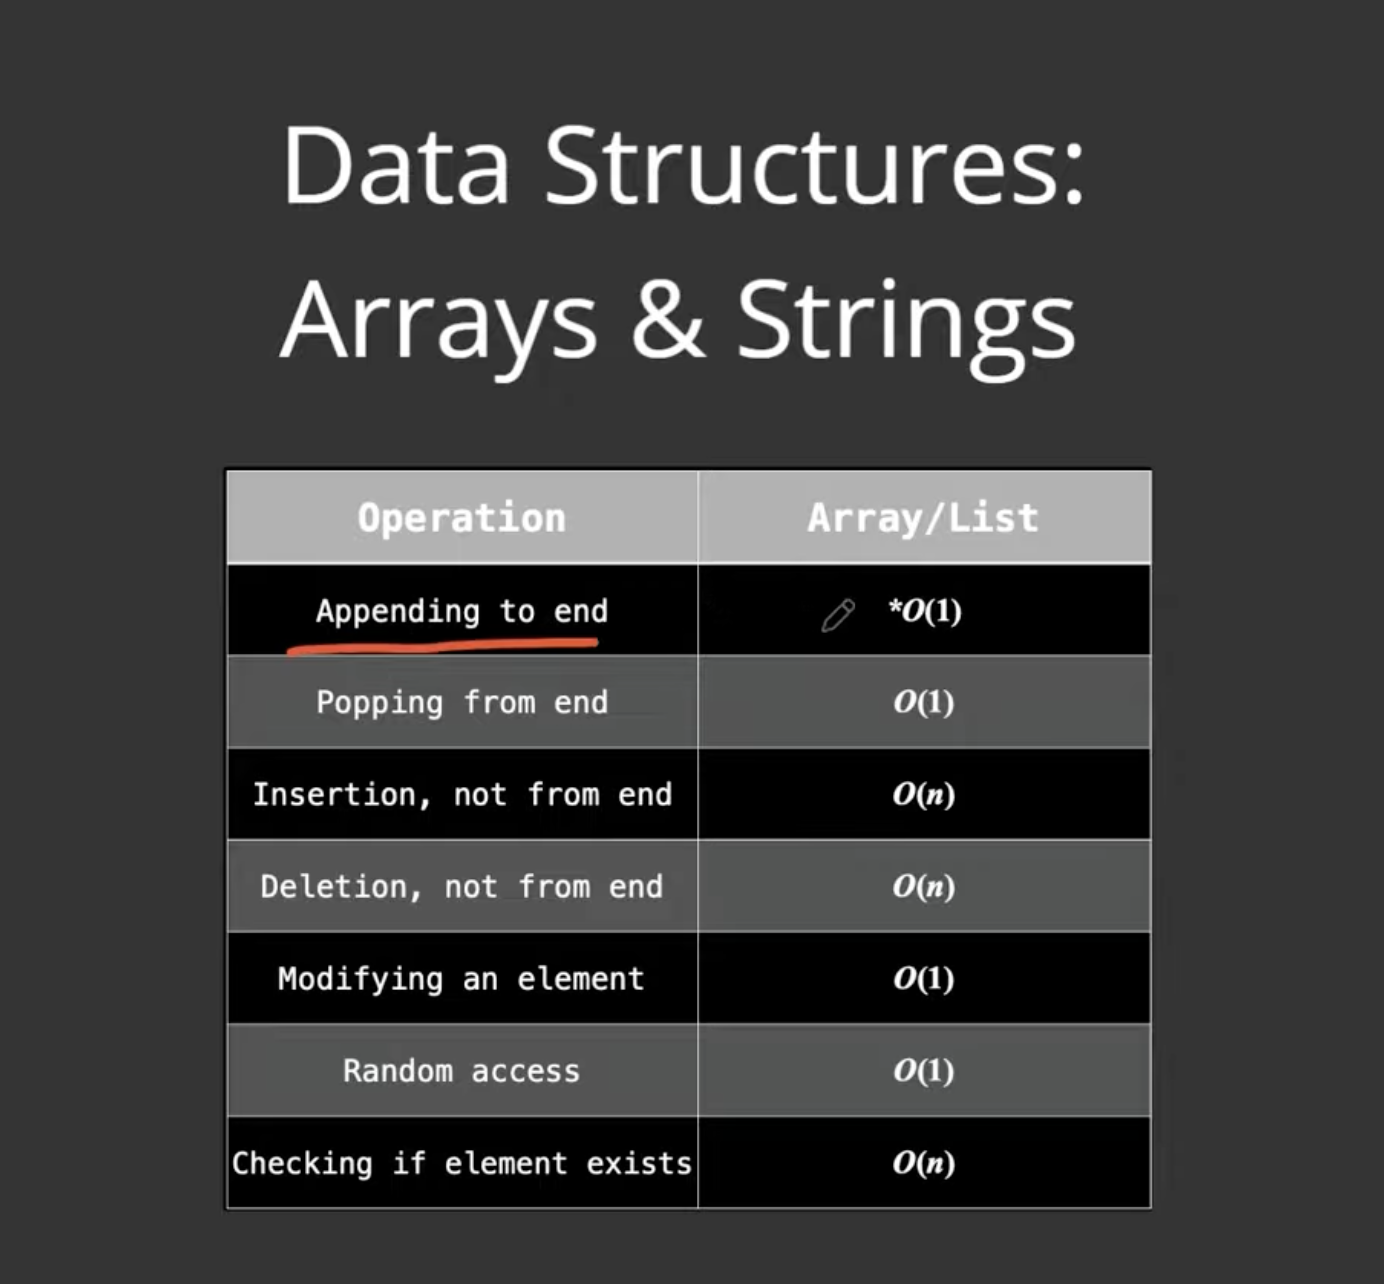 Data Structures:
Arrays & Strings
Operation Array/List
Appending to end *O(1)
Popping from end O(1)
Insertion, not from end O(n)
Deletion, not from end O(n)
Modifying an element O(1)
Random access O(1)
Checking if element exists O(n)